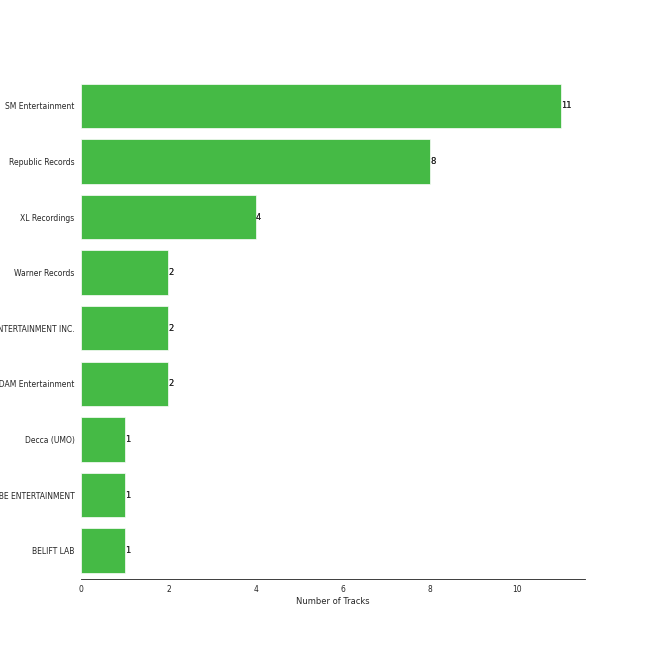 SM Entertainment 11
Republic Records 8
XL Recordings 4
Warner Records 2
NTERTAINMENT INC. 2
DAM Entertainment 2
Decca (UMO) 1
BE ENTERTAINMENT 1
BELIFT LAB 1
0 2 4 6 8 10
Number of Tracks